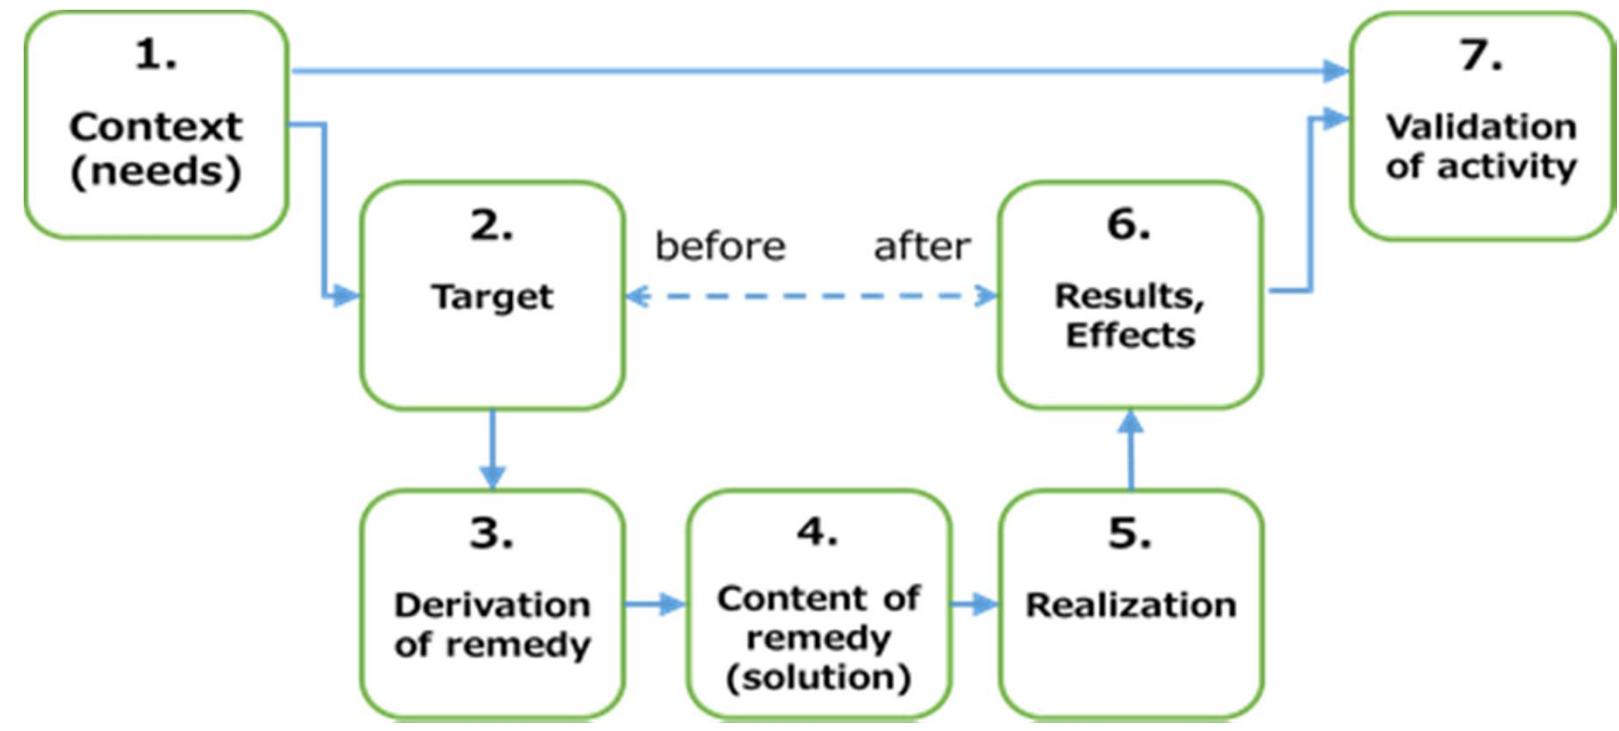 1.
Context
(needs)
2.
Target
before
after
3.
Derivation
of remedy
4.
Content of
remedy
(solution)
5.
Realization
6.
Results,
Effects
7.
Validation
of activity